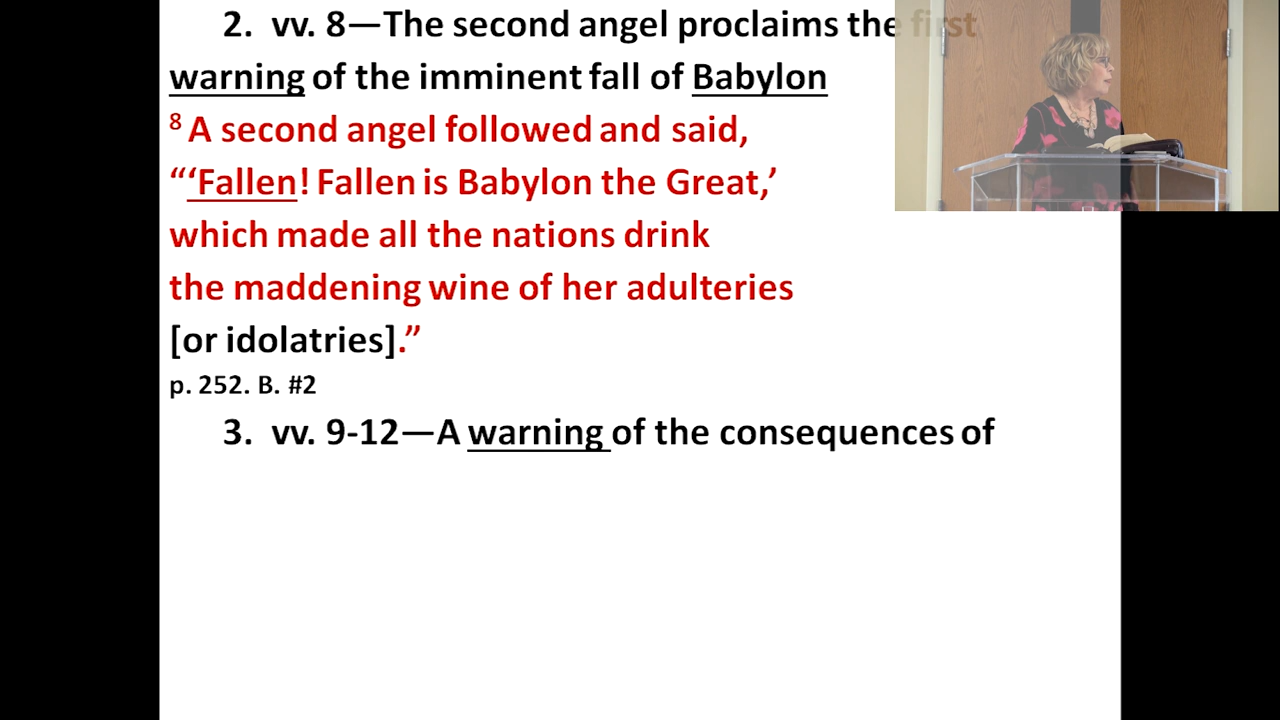 2. vv. 8—The second angel proclaims the first
warning of the imminent fall of Babylon
8 A second angel followed and said,
“‘Fallen! Fallen is Babylon the Great,’
which made all the nations drink
the maddening wine of her adulteries
[or idolatries].”
p. 252. B. #2
3. vv. 9-12—A warning of the consequences of